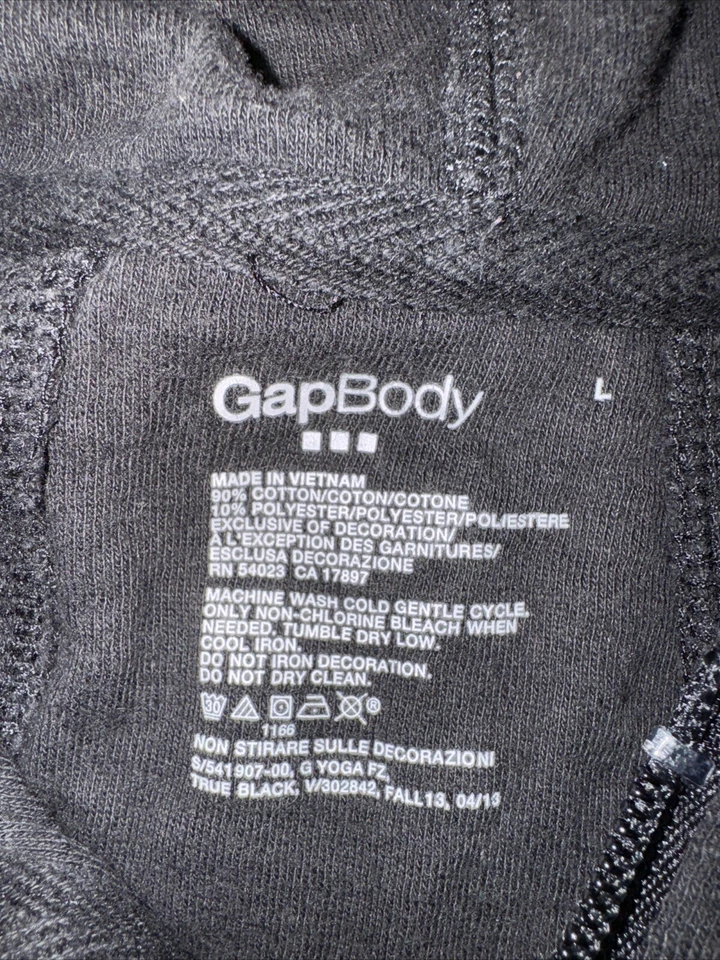 GapBody
L
MADE IN VIETNAM
90% COTTON/COTON/COTONE
10% POLYESTER/POLYESTER/POLIESTERE
EXCLUSIVE OF DECORATION/
A L'EXCEPTION DES GARNITURES/
ESCLUSA DECORAZIONE
RN 54023 CA 17897
MACHINE WASH COLD GENTLE CYCLE.
ONLY NON-CHLORINE BLEACH WHEN
NEEDED. TUMBLE DRY LOW.
COOL IRON.
DO NOT IRON DECORATION.
DO NOT DRY CLEAN.
30 ®
1166
NON STIRARE SULLE DECORAZIONI
S/541907-00, G YOGA FZ,
TRUE BLACK, V/302842, FALL13, 04/13